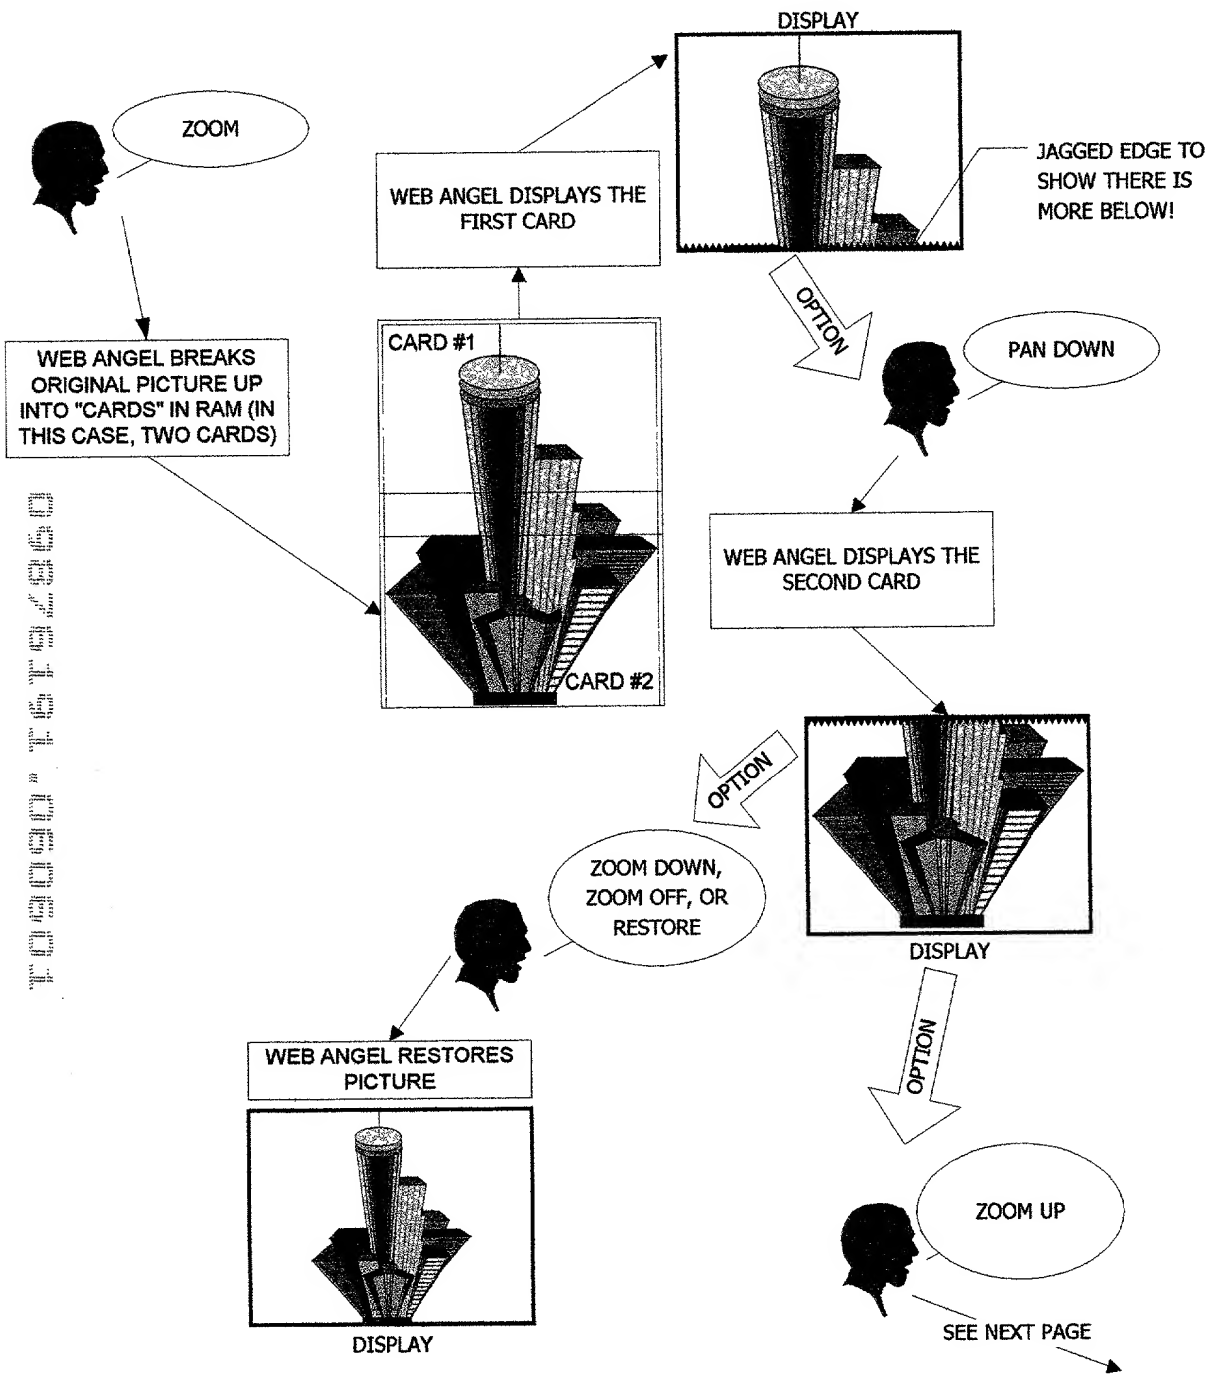 DISPLAY
ZOOM
JAGGED EDGE TO
SHOW THERE IS
MORE BELOW!
WEB ANGEL DISPLAYS THE
FIRST CARD
OPTION
PAN DOWN
WEB ANGEL BREAKS
ORIGINAL PICTURE UP
INTO "CARDS" IN RAM (IN
THIS CASE, TWO CARDS)
CARD #1
CARD #2
WEB ANGEL DISPLAYS THE
SECOND CARD
OPTION
ZOOM DOWN,
ZOOM OFF, OR
RESTORE
DISPLAY
WEB ANGEL RESTORES
PICTURE
DISPLAY
OPTION
ZOOM UP
SEE NEXT PAGE